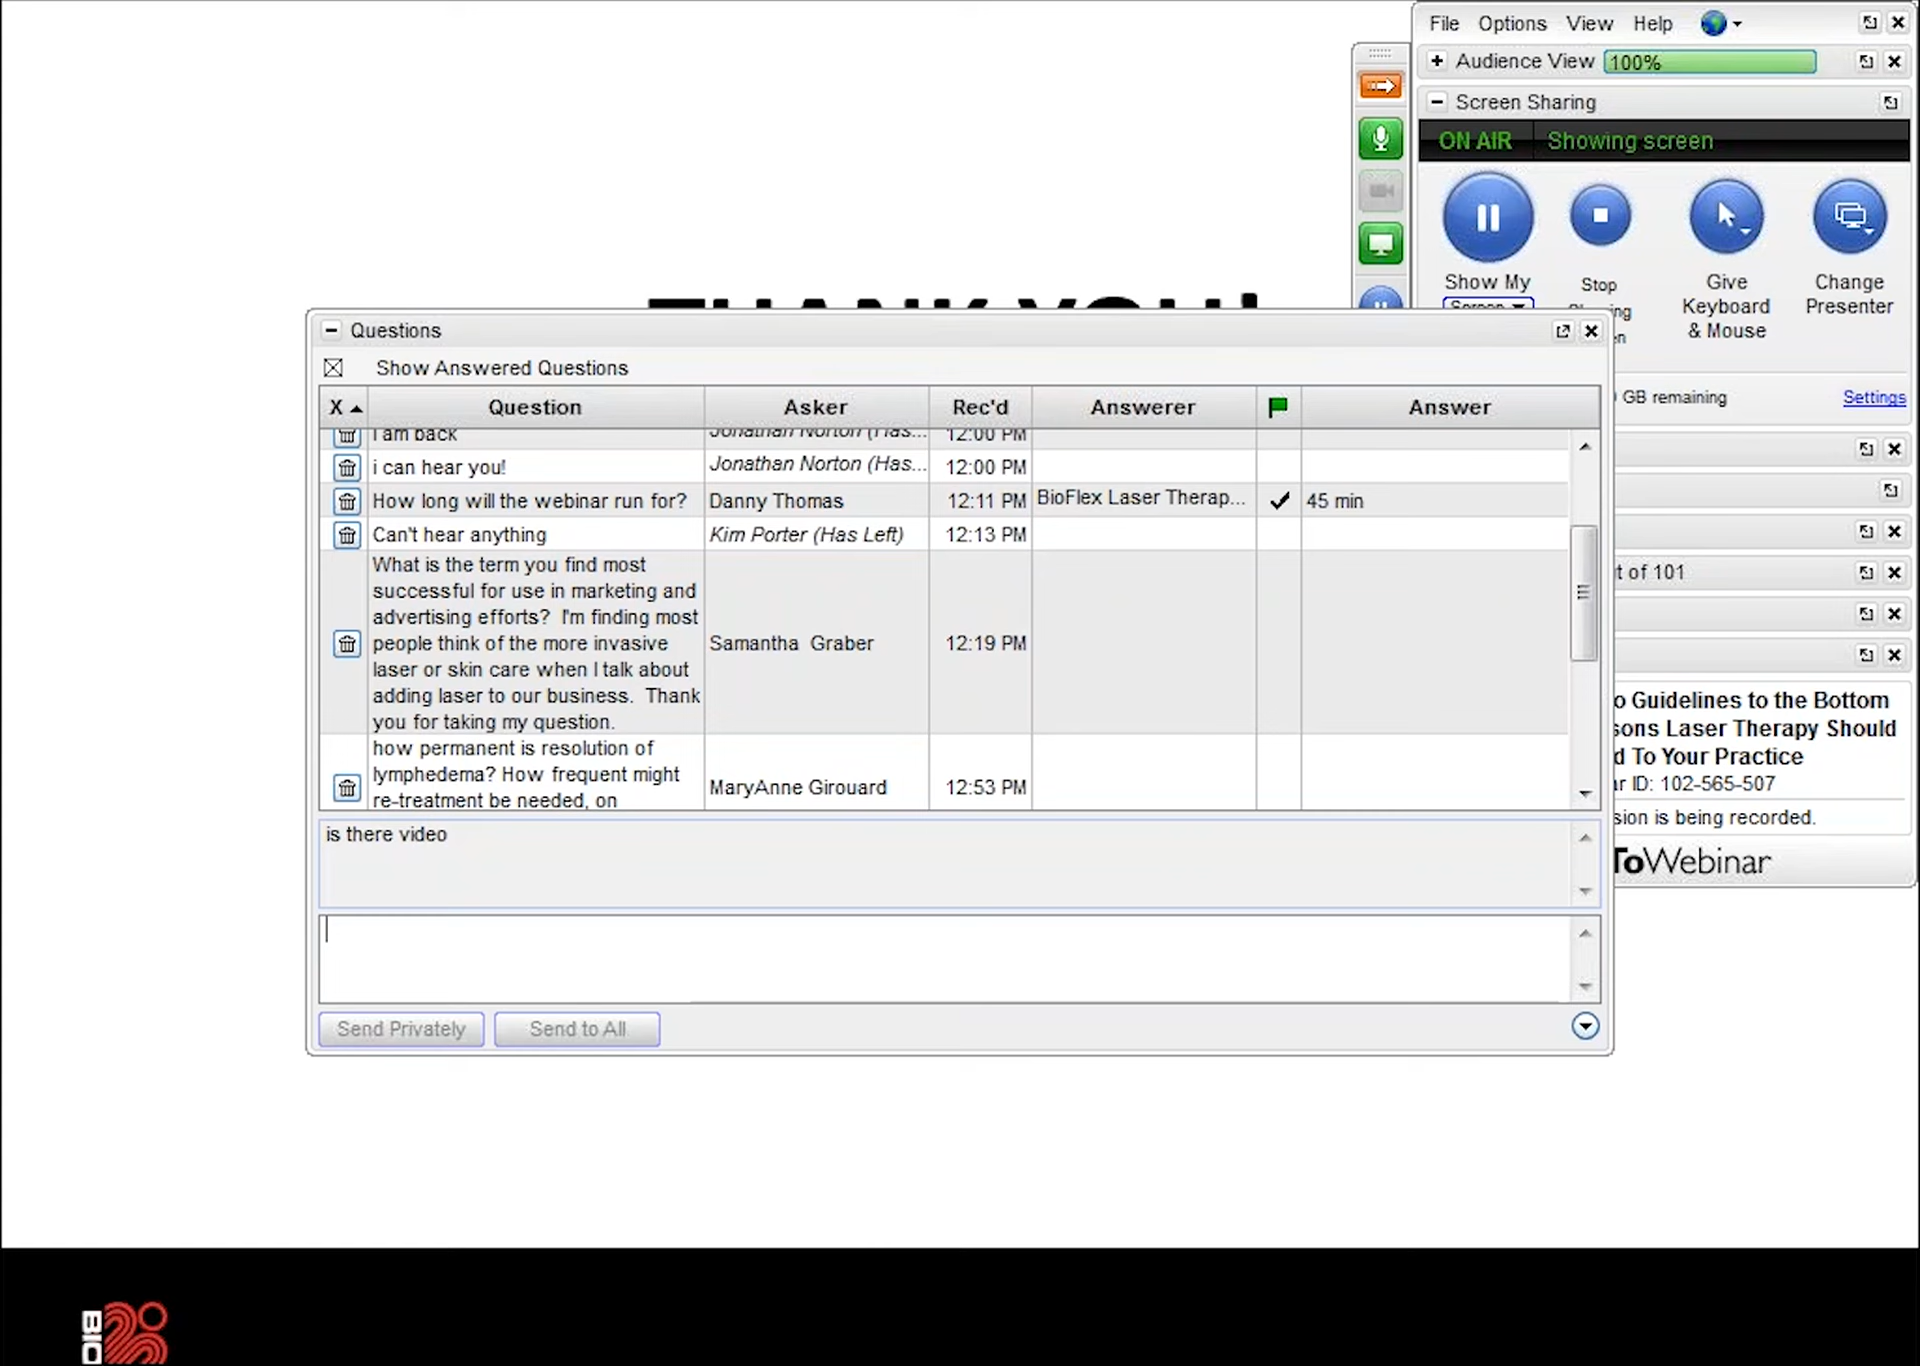 File Options View Help
+ Audience View 100%
− Screen Sharing
ON AIR Showing screen
Show My
Screen
Stop
Give
Keyboard
& Mouse
Change
Presenter
THANK YOU!
− Questions
Show Answered Questions
X Question Asker Rec'd Answerer Answer
I am back Jonathan Norton (Has... 12:00 PM
i can hear you! Jonathan Norton (Has... 12:00 PM
How long will the webinar run for? Danny Thomas 12:11 PM BioFlex Laser Therap... 45 min
Can't hear anything Kim Porter (Has Left) 12:13 PM
What is the term you find most
successful for use in marketing and
advertising efforts? I'm finding most
people think of the more invasive
laser or skin care when I talk about
adding laser to our business. Thank
you for taking my question.
Samantha Graber 12:19 PM
how permanent is resolution of
lymphedema? How frequent might
re-treatment be needed, on
MaryAnne Girouard 12:53 PM
is there video
Send Privately Send to All
GB remaining Settings
t of 101
o Guidelines to the Bottom
sons Laser Therapy Should
d To Your Practice
r ID: 102-565-507
sion is being recorded.
ToWebinar
BIO